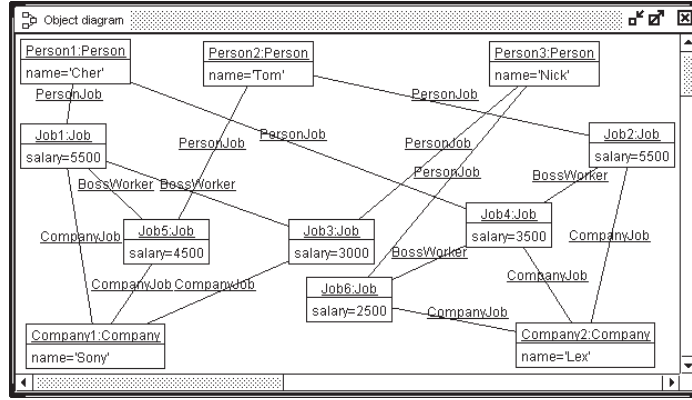 Object diagram
Person1:Person
name='Cher'
Person2:Person
name='Tom'
Person3:Person
name='Nick'
PersonJob
PersonJob
Job1:Job
salary=5500
PersonJob
PersonJob
PersonJob
Job2:Job
salary=5500
PersonJob
BossWorker
BossWorker
BossWorker
Job5:Job
salary=4500
Job3:Job
salary=3000
Job4:Job
salary=3500
CompanyJob
CompanyJob
BossWorker
CompanyJob
CompanyJob
CompanyJob
Job6:Job
salary=2500
CompanyJob
Company1:Company
name='Sony'
Company2:Company
name='Lex'